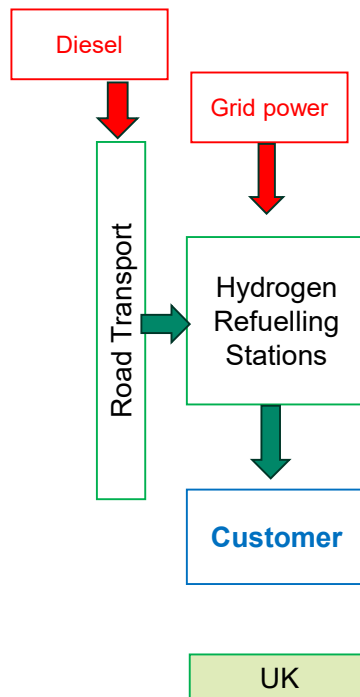 Diesel
Grid power
Road Transport
Hydrogen
Refuelling
Stations
Customer
UK